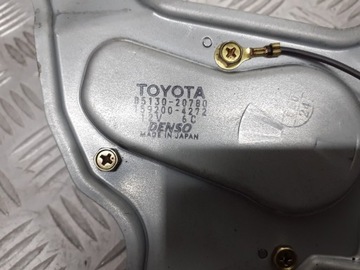 TOYOTA
85130-20780
159200-4272
12V 6C
DENSO
MADE IN JAPAN